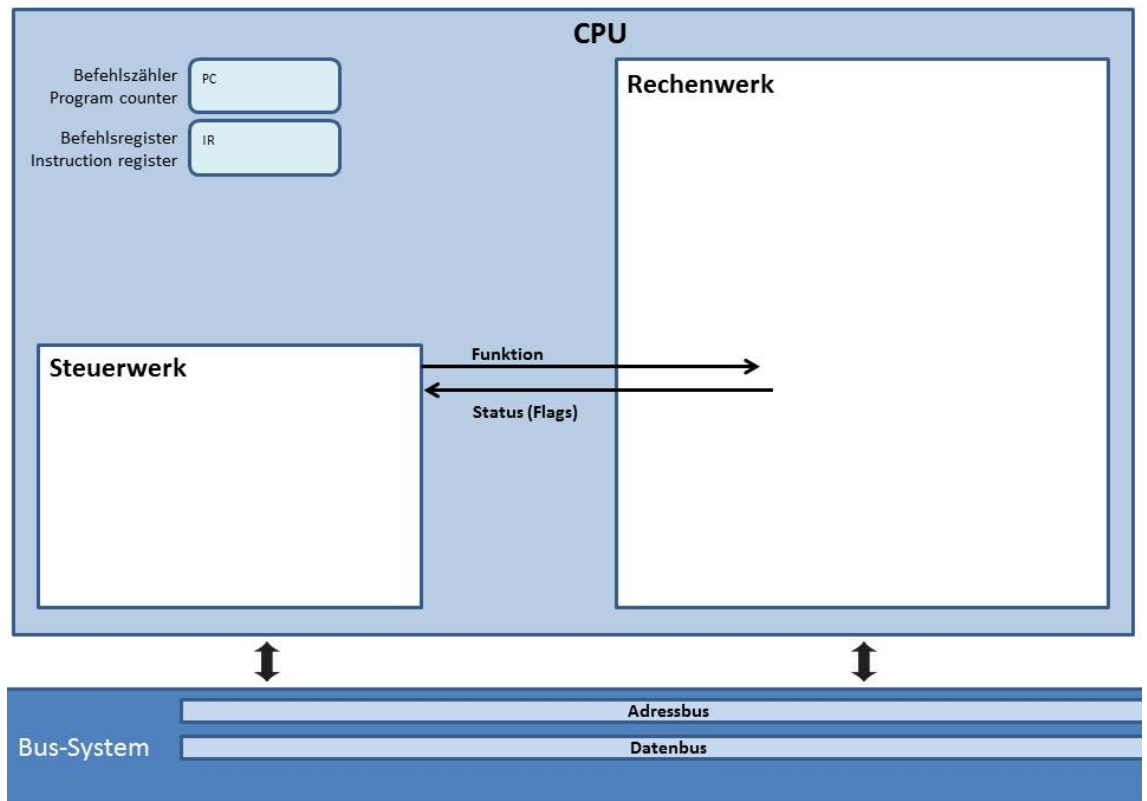 CPU
Befehlszähler
Program counter
PC
Befehlsregister
Instruction register
IR
Rechenwerk
Steuerwerk
Funktion
Status (Flags)
Bus-System
Adressbus
Datenbus